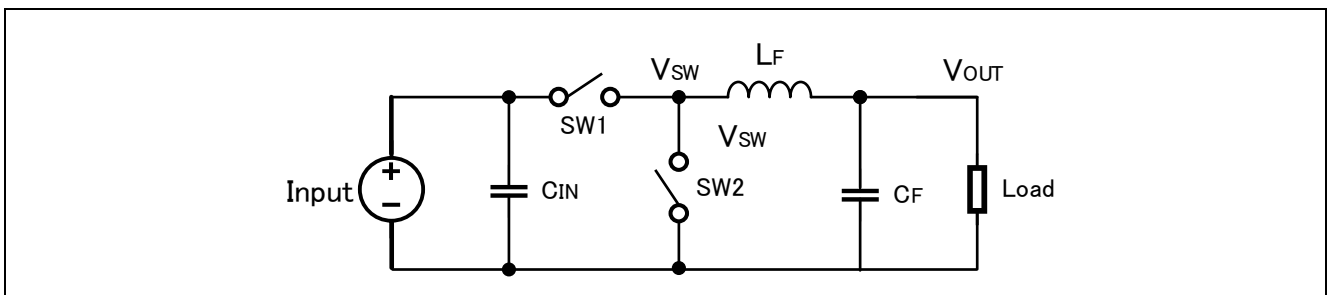 LF
VSW
VOUT
SW1
VSW
Input
+
−
CIN
SW2
CF
Load